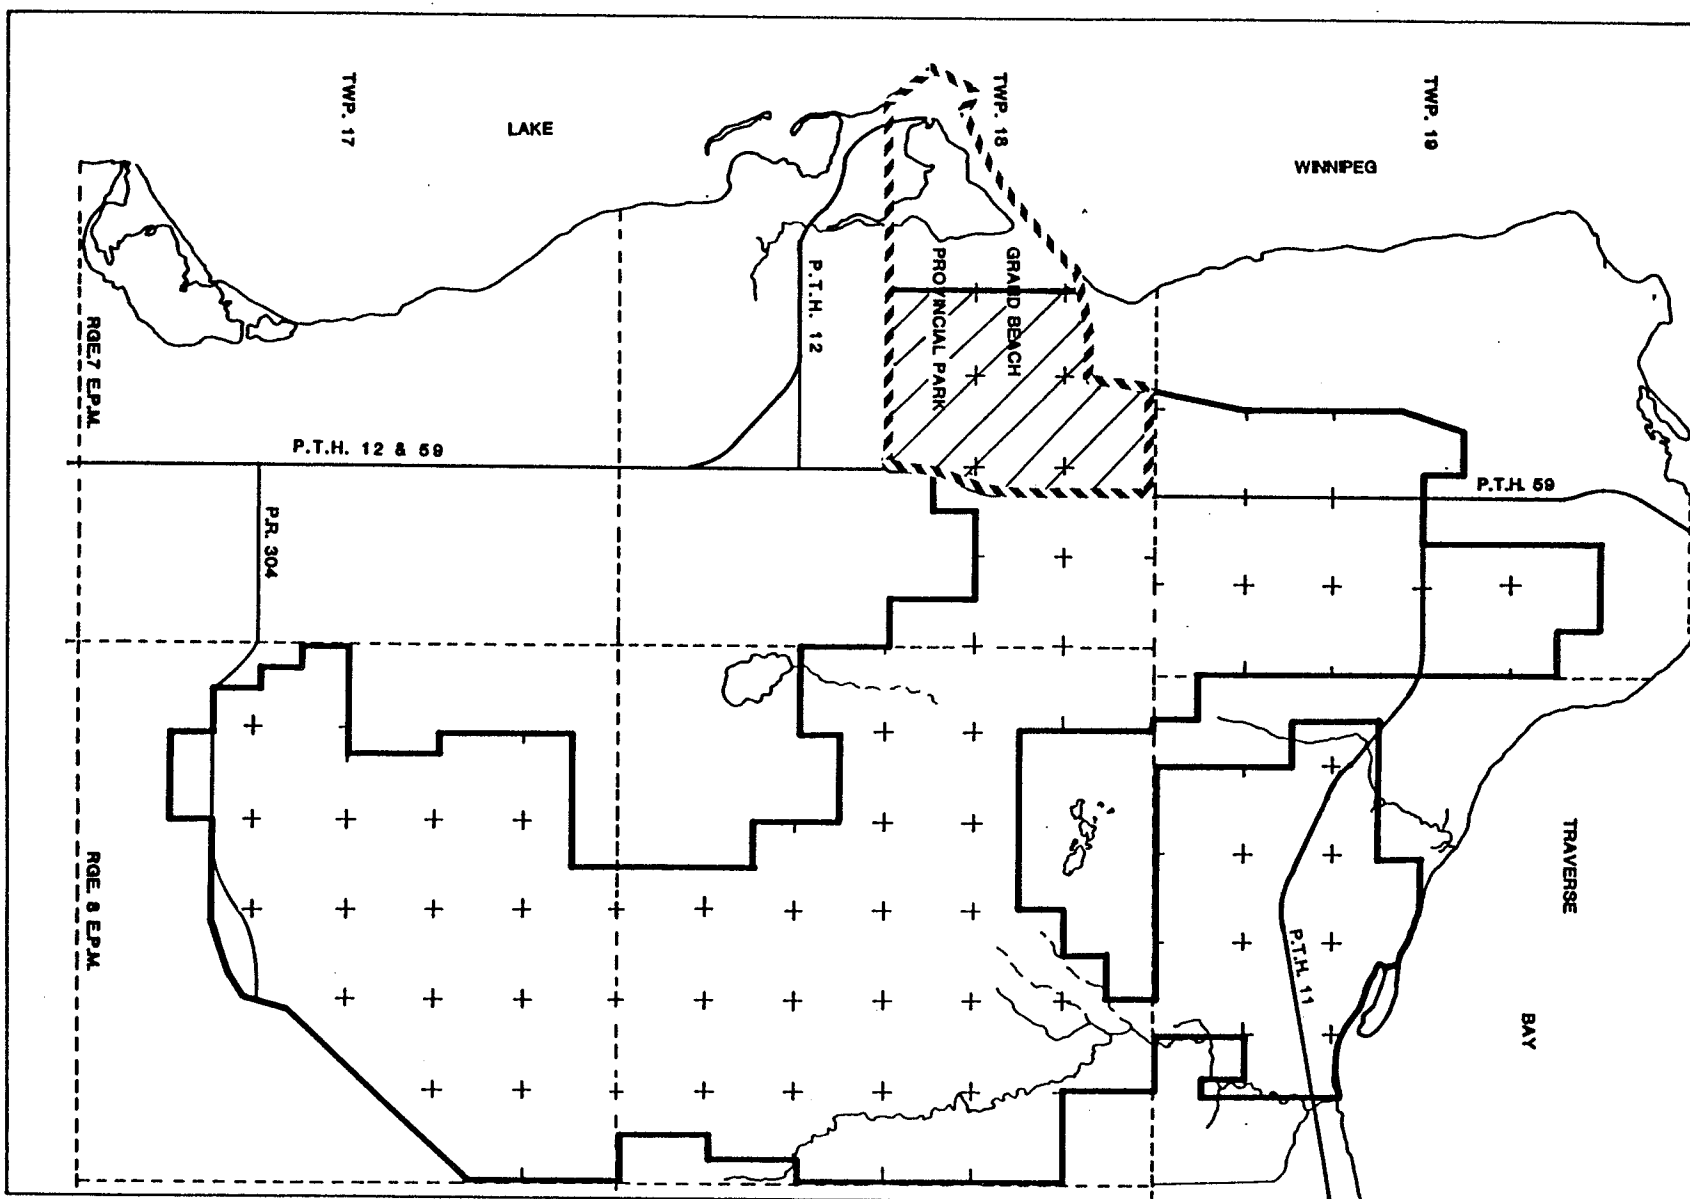 TWP. 17
LAKE
TWP. 18
WINNIPEG
TWP. 19
GRAND BEACH
PROVINCIAL PARK
P.T.H. 12
RGE. 7 E.P.M.
P.T.H. 12 & 59
P.T.H. 59
P.R. 304
RGE. 8 E.P.M.
TRAVERSE
P.T.H. 11
BAY